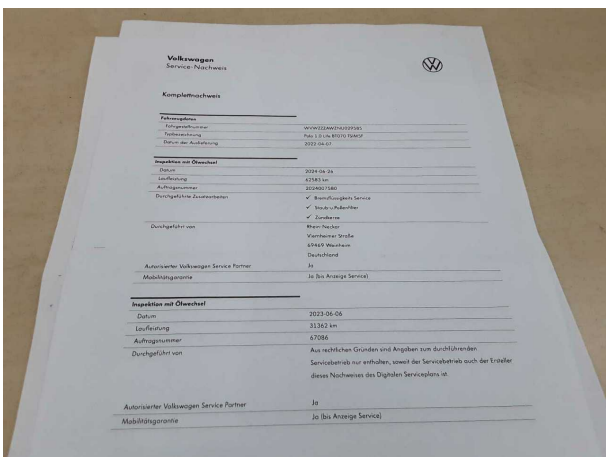 Volkswagen
Service-Nachweis
Komplettnachweis
Fahrzeugdaten
Fahrgestellnummer
Typbezeichnung Polo 1.0 Life
Datum der Auslieferung 2022-04-07
Inspektion mit Ölwechsel
Datum 2024-06-26
Laufleistung 62583 km
Auftragsnummer 2024007580
Durchgeführte Zusatzarbeiten ✓ Bremsflüssigkeits Service
✓ Staub- u.Pollenfilter
✓ Zündkerze
Durchgeführt von Rhein-Neckar
Viernheimer Straße
69469 Weinheim
Deutschland
Autorisierter Volkswagen Service Partner Ja
Mobilitätsgarantie Ja (bis Anzeige Service)
Inspektion mit Ölwechsel
Datum 2023-06-06
Laufleistung 31362 km
Auftragsnummer 67086
Durchgeführt von Aus rechtlichen Gründen sind Angaben zum durchführenden
Servicebetrieb nur enthalten, soweit der Servicebetrieb auch der Ersteller
dieses Nachweises des Digitalen Serviceplans ist.
Autorisierter Volkswagen Service Partner Ja
Mobilitätsgarantie Ja (bis Anzeige Service)